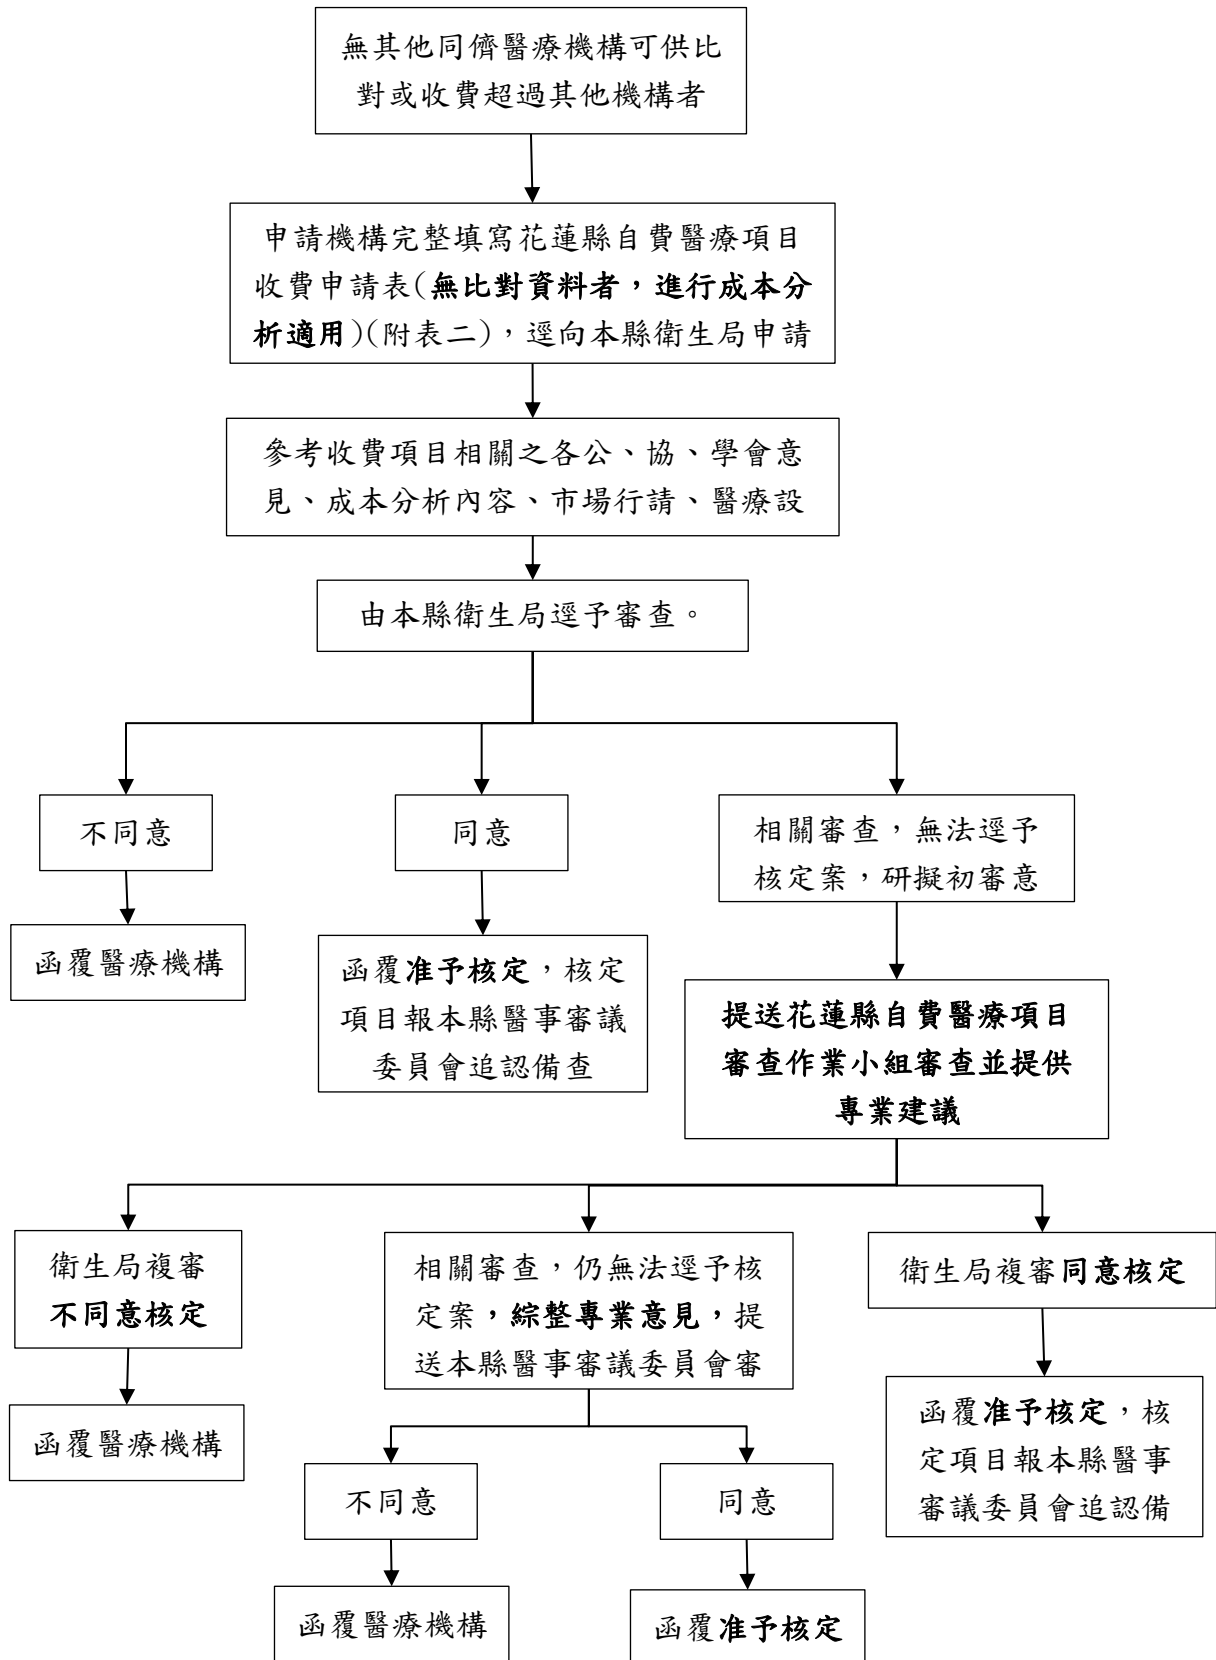 無其他同儕醫療機構可供比
對或收費超過其他機構者
申請機構完整填寫花蓮縣自費醫療項目
收費申請表(無比對資料者，進行成本分
析適用)(附表二)，逕向本縣衛生局申請
參考收費項目相關之各公、協、學會意
見、成本分析內容、市場行請、醫療設
由本縣衛生局逕予審查。
不同意
同意
相關審查，無法逕予
核定案，研擬初審意
函覆醫療機構
函覆准予核定，核定
項目報本縣醫事審議
委員會追認備查
提送花蓮縣自費醫療項目
審查作業小組審查並提供
專業建議
衛生局複審
不同意核定
相關審查，仍無法逕予核
定案，綜整專業意見，提
送本縣醫事審議委員會審
衛生局複審同意核定
函覆醫療機構
函覆准予核定，核
定項目報本縣醫事
審議委員會追認備
不同意
同意
函覆醫療機構
函覆准予核定